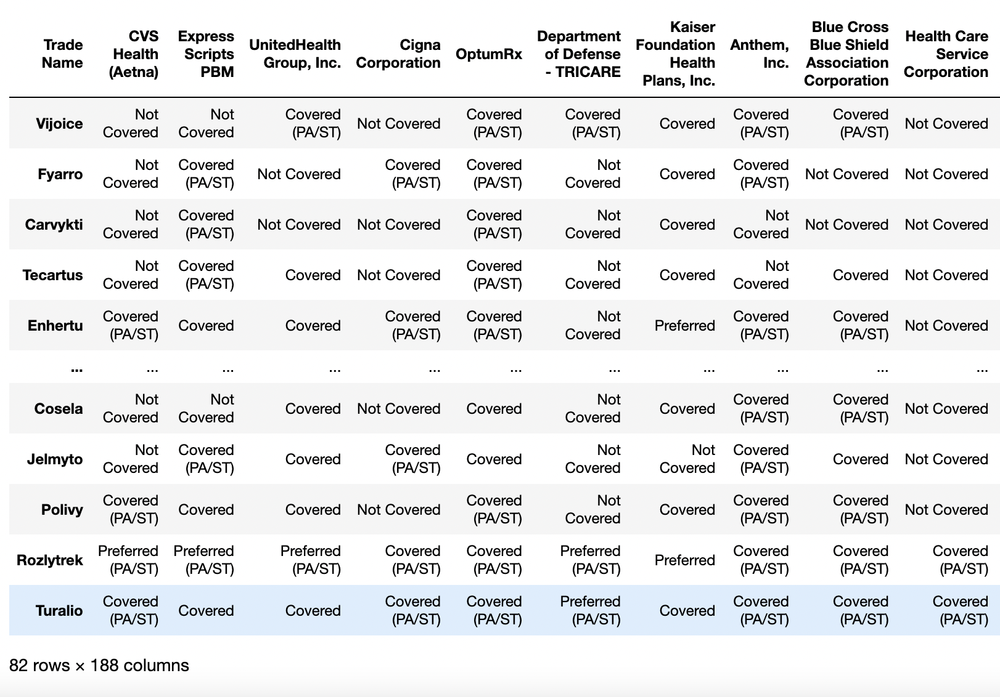 Trade Name | CVS Health (Aetna) | Express Scripts PBM | UnitedHealth Group, Inc. | Cigna Corporation | OptumRx | Department of Defense - TRICARE | Kaiser Foundation Health Plans, Inc. | Anthem, Inc. | Blue Cross Blue Shield Association Corporation | Health Care Service Corporation
Vijoice | Not Covered | Not Covered | Covered (PA/ST) | Not Covered | Covered (PA/ST) | Covered (PA/ST) | Covered | Covered (PA/ST) | Covered (PA/ST) | Not Covered
Fyarro | Not Covered | Covered (PA/ST) | Not Covered | Covered (PA/ST) | Covered (PA/ST) | Not Covered | Covered | Covered (PA/ST) | Not Covered | Not Covered
Carvykti | Not Covered | Covered (PA/ST) | Not Covered | Not Covered | Covered (PA/ST) | Not Covered | Covered | Not Covered | Not Covered | Not Covered
Tecartus | Not Covered | Covered (PA/ST) | Covered | Not Covered | Covered (PA/ST) | Not Covered | Covered | Not Covered | Covered | Not Covered
Enhertu | Covered (PA/ST) | Covered | Covered | Covered (PA/ST) | Covered (PA/ST) | Not Covered | Preferred | Covered (PA/ST) | Covered (PA/ST) | Not Covered
... | ... | ... | ... | ... | ... | ... | ... | ... | ... | ...
Cosela | Not Covered | Not Covered | Covered | Not Covered | Covered | Not Covered | Covered | Covered (PA/ST) | Covered (PA/ST) | Not Covered
Jelmyto | Not Covered | Covered (PA/ST) | Covered | Covered (PA/ST) | Covered | Not Covered | Not Covered | Covered (PA/ST) | Covered | Not Covered
Polivy | Covered (PA/ST) | Covered | Covered | Not Covered | Covered (PA/ST) | Not Covered | Covered | Covered (PA/ST) | Covered (PA/ST) | Not Covered
Rozlytrek | Preferred (PA/ST) | Preferred (PA/ST) | Preferred (PA/ST) | Covered (PA/ST) | Covered (PA/ST) | Preferred (PA/ST) | Preferred | Covered (PA/ST) | Covered (PA/ST) | Covered (PA/ST)
Turalio | Covered (PA/ST) | Covered | Covered | Covered (PA/ST) | Covered (PA/ST) | Preferred (PA/ST) | Covered | Covered (PA/ST) | Covered (PA/ST) | Covered (PA/ST)
82 rows × 188 columns